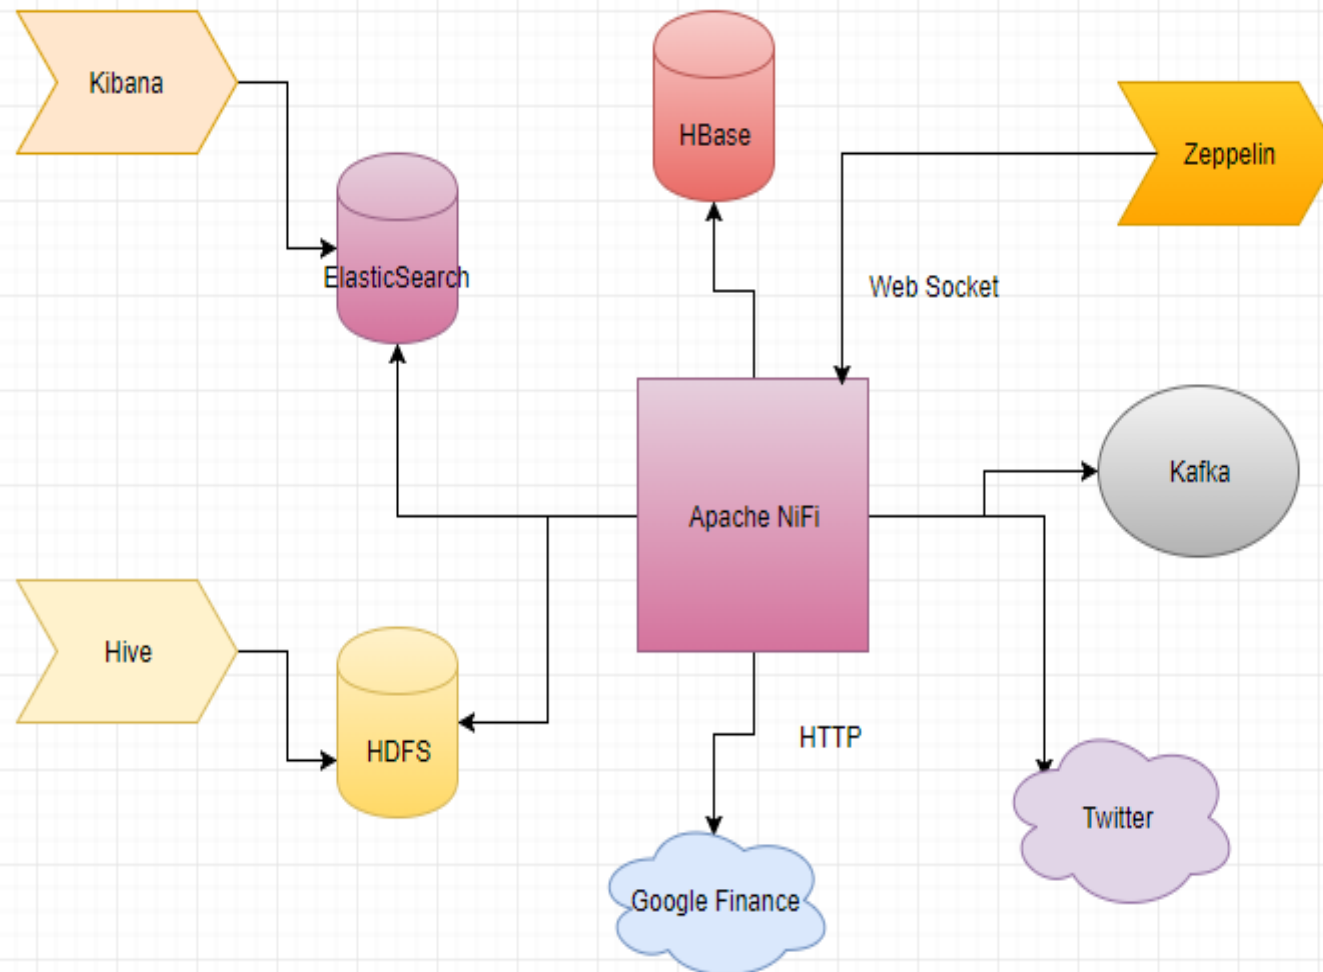 Kibana
HBase
Zeppelin
ElasticSearch
Web Socket
Kafka
Apache NiFi
Hive
HDFS
HTTP
Twitter
Google Finance